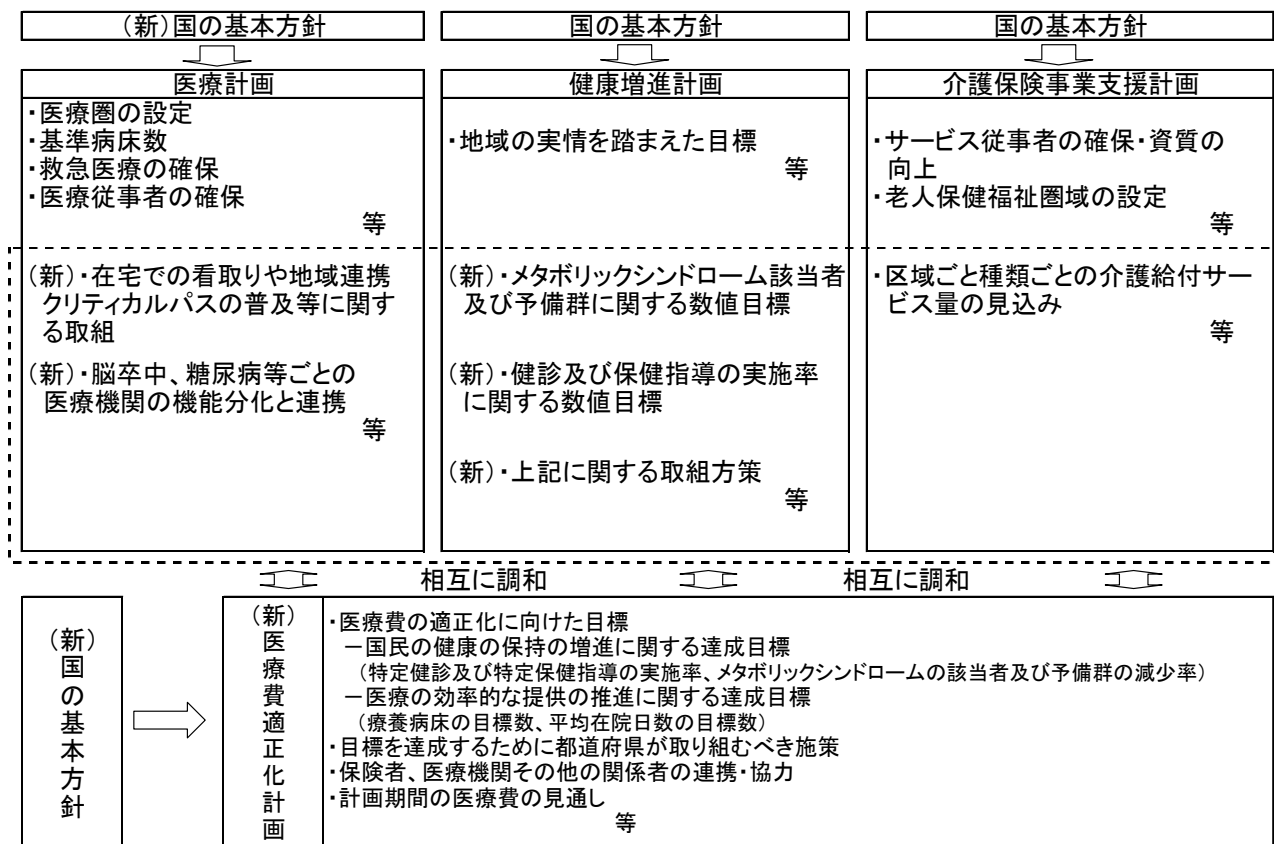 (新)国の基本方針
医療計画
・医療圏の設定
・基準病床数
・救急医療の確保
・医療従事者の確保
等
(新)・在宅での看取りや地域連携
クリティカルパスの普及等に関す
る取組
(新)・脳卒中、糖尿病等ごとの
医療機関の機能分化と連携
等
国の基本方針
健康増進計画
・地域の実情を踏まえた目標
等
(新)・メタボリックシンドローム該当者
及び予備群に関する数値目標
(新)・健診及び保健指導の実施率
に関する数値目標
(新)・上記に関する取組方策
等
国の基本方針
介護保険事業支援計画
・サービス従事者の確保・資質の
向上
・老人保健福祉圏域の設定
等
・区域ごと種類ごとの介護給付サー
ビス量の見込み
等
相互に調和
相互に調和
(新)国の基本方針
(新)医療費適正化計画
・医療費の適正化に向けた目標
－国民の健康の保持の増進に関する達成目標
(特定健診及び特定保健指導の実施率、メタボリックシンドロームの該当者及び予備群の減少率)
－医療の効率的な提供の推進に関する達成目標
(療養病床の目標数、平均在院日数の目標数)
・目標を達成するために都道府県が取り組むべき施策
・保険者、医療機関その他の関係者の連携・協力
・計画期間の医療費の見通し
等